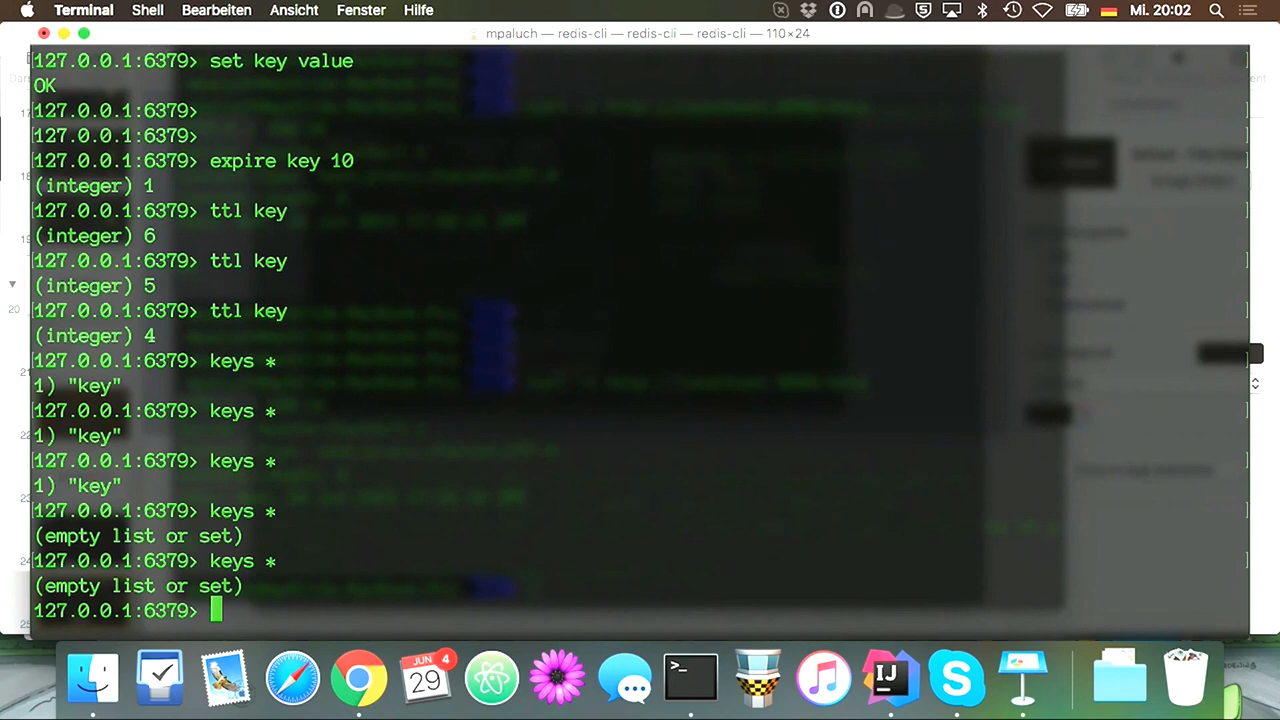 Terminal Shell Bearbeiten Ansicht Fenster Hilfe Mi. 20:02
mpaluch — redis-cli ‹ redis-cli — redis-cli — 110×24
[127.0.0.1:6379> set key value
OK
[127.0.0.1:6379>
[127.0.0.1:6379>
[127.0.0.1:6379> expire key 10
(integer) 1
[127.0.0.1:6379> ttl key
(integer) 6
[127.0.0.1:6379> ttl key
(integer) 5
[127.0.0.1:6379> ttl key
(integer) 4
[127.0.0.1:6379> keys *
1) "key"
[127.0.0.1:6379> keys *
1) "key"
[127.0.0.1:6379> keys *
1) "key"
[127.0.0.1:6379> keys *
(empty list or set)
[127.0.0.1:6379> keys *
(empty list or set)
127.0.0.1:6379>
JUN 4
29
>_
IJ
S